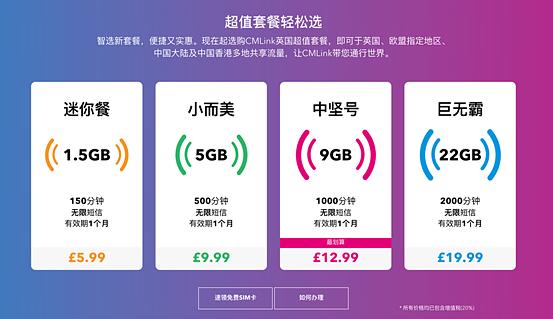 超值套餐轻松选
智选新套餐，便捷又实惠。现在起选购CMLink英国超值套餐，即可于英国、欧盟指定地区、
中国大陆及中国香港多地共享流量，让CMLink带您通行世界。
迷你餐
1.5GB
150分钟
无限短信
有效期1个月
£5.99
小而美
5GB
500分钟
无限短信
有效期1个月
£9.99
中坚号
9GB
1000分钟
无限短信
有效期1个月
最划算
£12.99
巨无霸
22GB
2000分钟
无限短信
有效期1个月
£19.99
速领免费SIM卡
如何办理
* 所有价格均已包含增值税(20%)